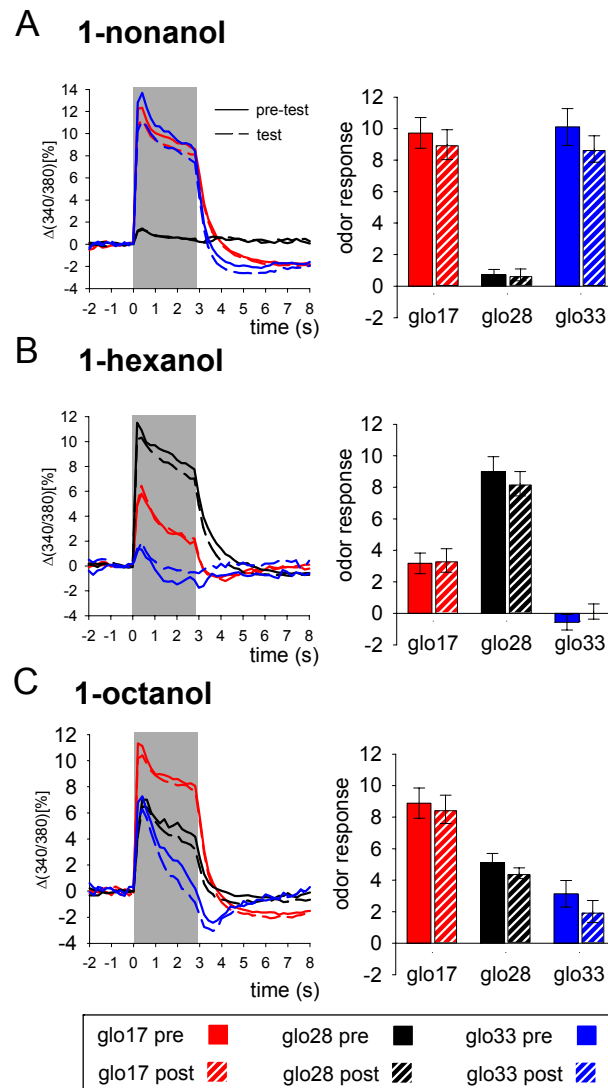 A 1-nonanol
Δ(340/380)[%]
14
12
10
8
6
4
2
0
-2
-4
pre-test
test
-2 -1 0 1 2 3 4 5 6 7 8
time (s)
odor response
12
10
8
6
4
2
0
-2
glo17 glo28 glo33
B 1-hexanol
Δ(340/380)[%]
12
10
8
6
4
2
0
-2
-4
-2 -1 0 1 2 3 4 5 6 7 8
time (s)
odor response
12
10
8
6
4
2
0
-2
glo17 glo28 glo33
C 1-octanol
Δ(340/380)[%]
12
10
8
6
4
2
0
-2
-4
-2 -1 0 1 2 3 4 5 6 7 8
time (s)
odor response
12
10
8
6
4
2
0
-2
glo17 glo28 glo33
glo17 pre glo28 pre glo33 pre
glo17 post glo28 post glo33 post